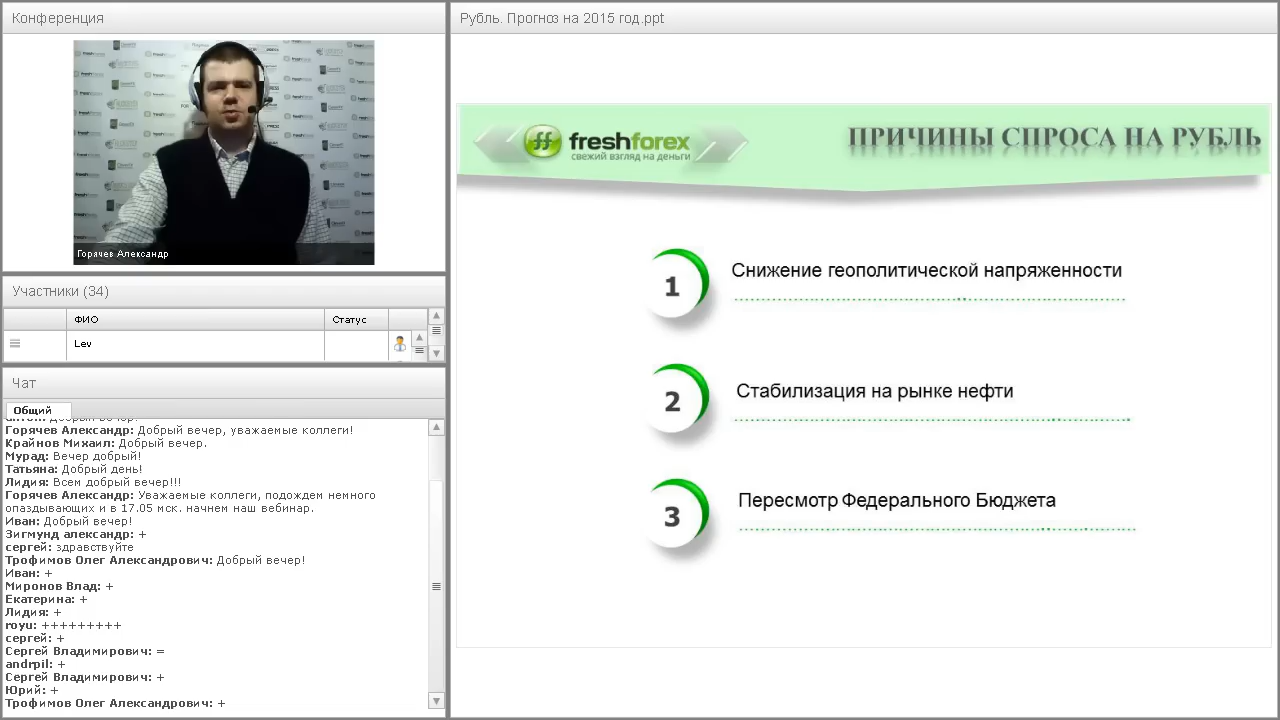 Конференция
Горячев Александр
Участники (34)
ФИО
Статус
Lev
Чат
Общий
Горячев Александр: Добрый вечер, уважаемые коллеги!
Крайнов Михаил: Добрый вечер.
Мурад: Вечер добрый!
Татьяна: Добрый день!
Лидия: Всем добрый вечер!!!
Горячев Александр: Уважаемые коллеги, подождем немного
опаздывающих и в 17.05 мск. начнем наш вебинар.
Иван: Добрый вечер!
Зигмунд александр: +
сергей: здравствуйте
Трофимов Олег Александрович: Добрый вечер!
Иван: +
Миронов Влад: +
Екатерина: +
Лидия: +
royu: +++++++++
сергей: +
Сергей Владимирович: =
andrpil: +
Сергей Владимирович: +
Юрий: +
Трофимов Олег Александрович: +
Рубль. Прогноз на 2015 год.ppt
freshforex
свежий взгляд на деньги
ПРИЧИНЫ СПРОСА НА РУБЛЬ
1
Снижение геополитической напряженности
2
Стабилизация на рынке нефти
3
Пересмотр Федерального Бюджета